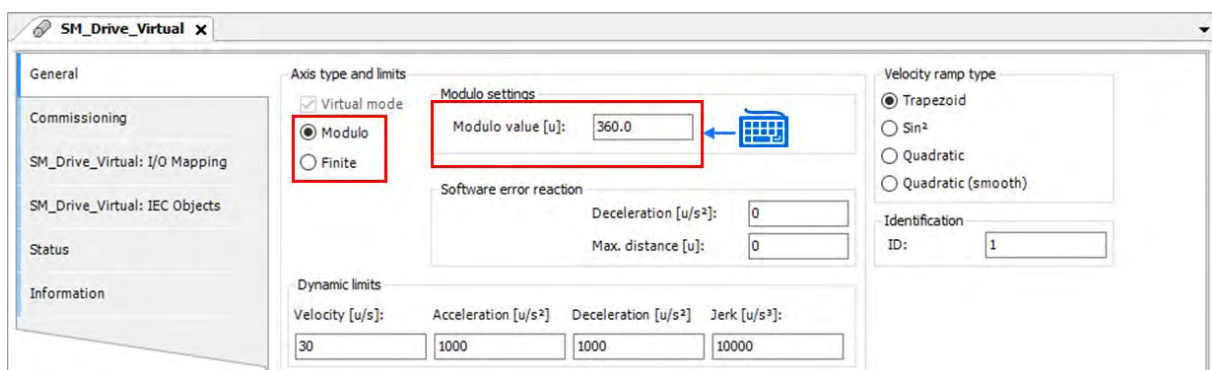 SM_Drive_Virtual x
General
Commissioning
SM_Drive_Virtual: I/O Mapping
SM_Drive_Virtual: IEC Objects
Status
Information
Axis type and limits
Virtual mode
Modulo
Finite
Modulo settings
Modulo value [u]: 360.0
Software error reaction
Deceleration [u/s²]: 0
Max. distance [u]: 0
Dynamic limits
Velocity [u/s]: Acceleration [u/s²] Deceleration [u/s²] Jerk [u/s³]:
30 1000 1000 10000
Velocity ramp type
Trapezoid
Sin²
Quadratic
Quadratic (smooth)
Identification
ID: 1